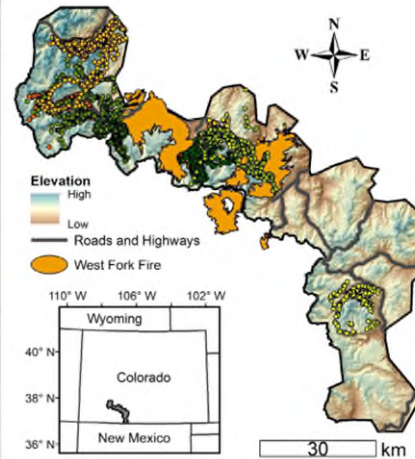 N
W E
S
Elevation
High
Low
Roads and Highways
West Fork Fire
110° W 106° W 102° W
Wyoming
40° N
Colorado
38° N
36° N
New Mexico
30 km